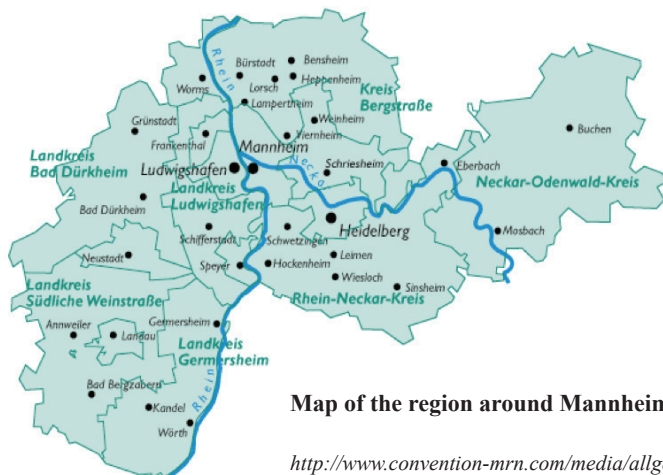 Rhein
Bürstadt
Bensheim
Lorsch
Heppenheim
Worms
Lampertheim
Kreis
Bergstraße
Grünstadt
Weinheim
Frankenthal
Viernheim
Buchen
Mannheim
Landkreis
Bad Dürkheim
Ludwigshafen
Necka
Schriesheim
Eberbach
Landkreis
Ludwigshafen
Neckar-Odenwald-Kreis
Bad Dürkheim
Heidelberg
Mosbach
Schifferstadt
Schwetzingen
Neustadt
Speyer
Hockenheim
Leimen
Wiesloch
Sinsheim
Landkreis
Südliche Weinstraße
Rhein-Neckar-Kreis
Annweiler
Landau
Germersheim
Landkreis
Germersheim
Bad Bergzabern
Kandel
Rhein
Wörth
Map of the region around Mannhein
http://www.convention-mrn.com/media/allg